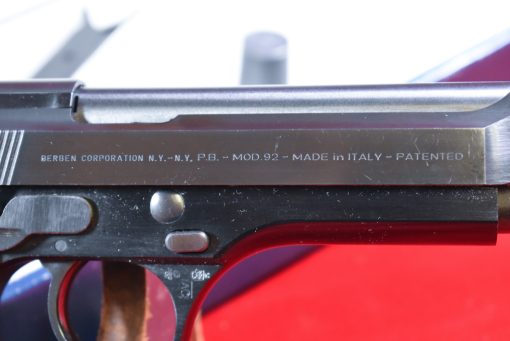 BERBEN CORPORATION N.Y.-N.Y. P.B. - MOD.92 - MADE in ITALY - PATENTED